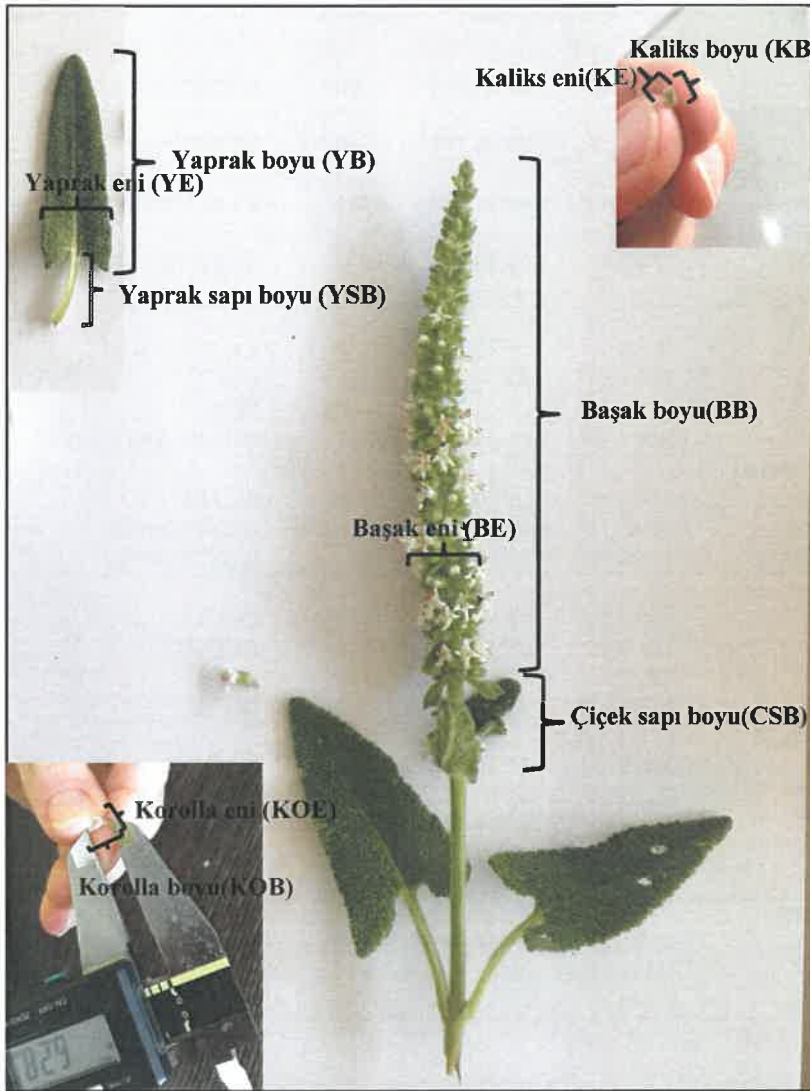 Kaliks boyu (KB
Kaliks eni(KE)
Yaprak boyu (YB)
Yaprak eni (YE)
Yaprak sapı boyu (YSB)
Başak boyu(BB)
Başak eni (BE)
Çiçek sapı boyu(CSB)
Korolla eni (KOE)
Korolla boyu(KOB)